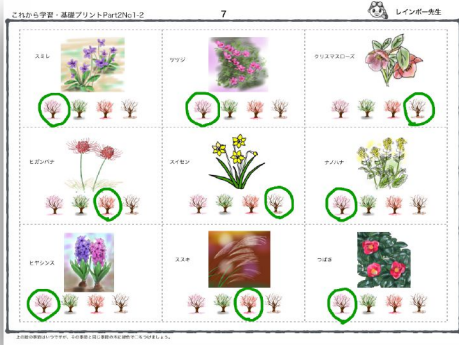 これから学習・基礎プリントPart2No1-2
7
レインボー先生
スミレ
ツツジ
クリスマスローズ
ヒガンバナ
スイセン
ナノハナ
ヒヤシンス
ススキ
つばき